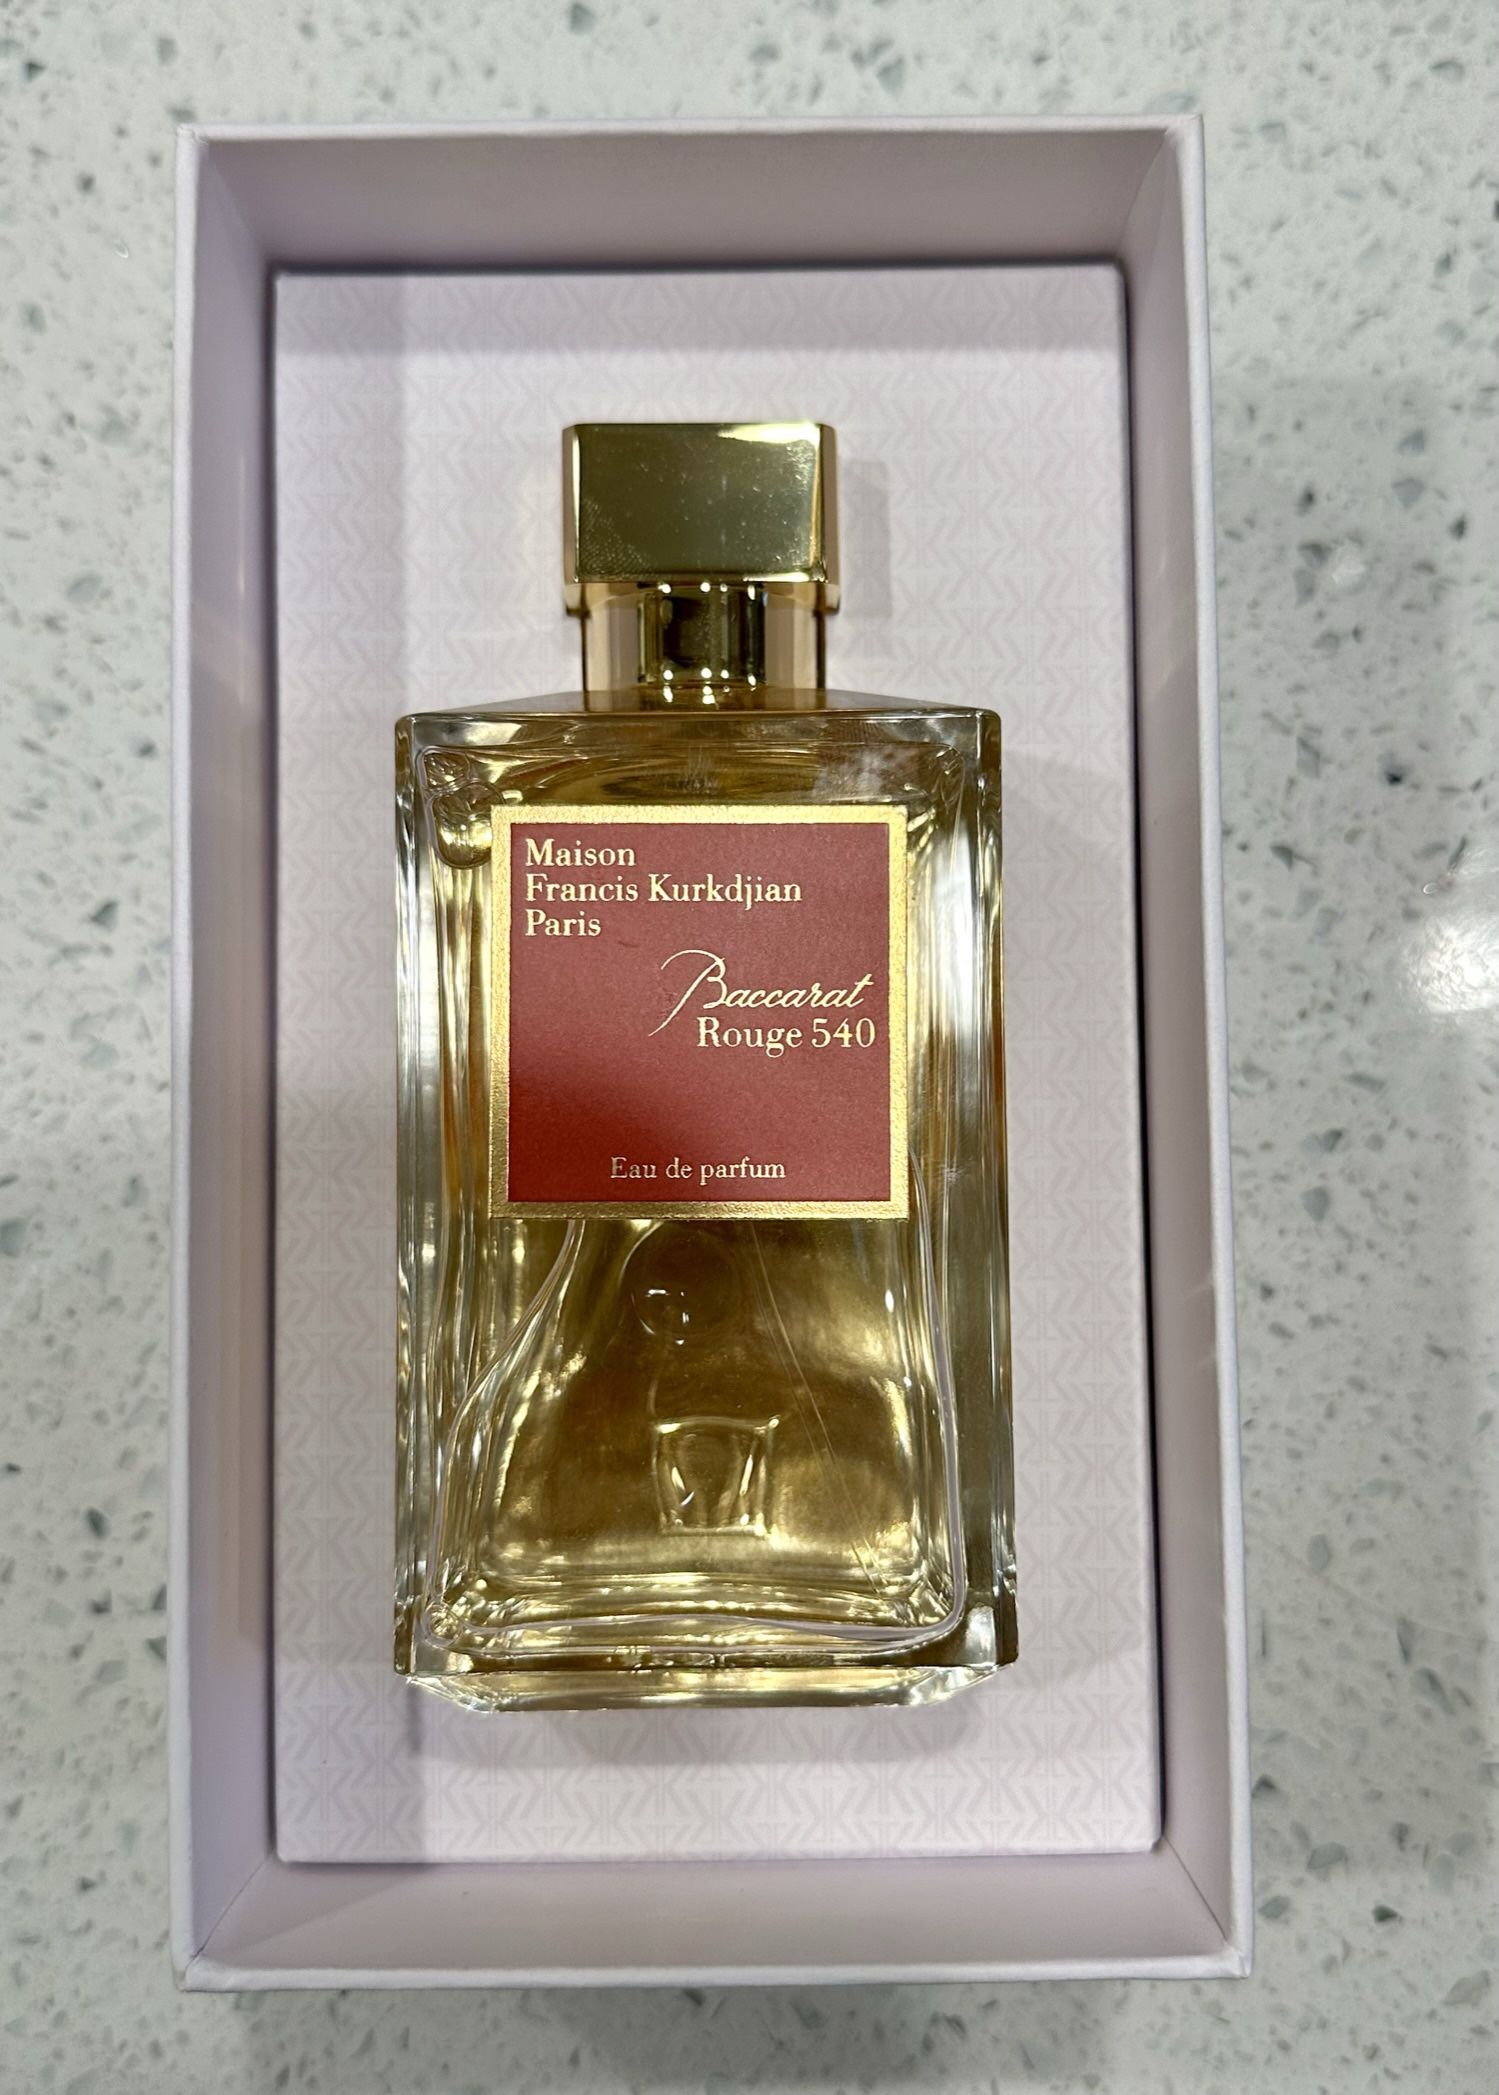 Maison
Francis Kurkdjian
Paris
Baccarat
Rouge 540
Eau de parfum